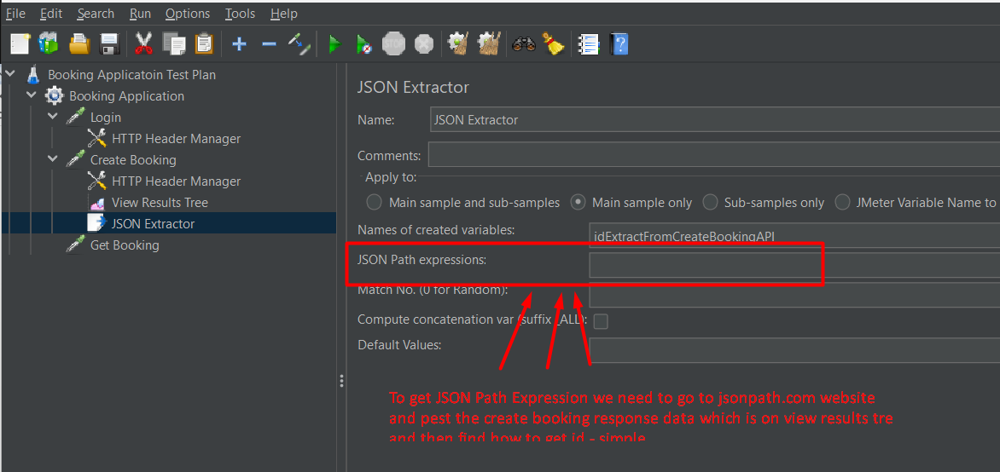 File Edit Search Run Options Tools Help
STOP
Booking Applicatoin Test Plan
Booking Application
Login
HTTP Header Manager
Create Booking
HTTP Header Manager
View Results Tree
JSON Extractor
Get Booking
JSON Extractor
Name: JSON Extractor
Comments:
Apply to:
Main sample and sub-samples Main sample only Sub-samples only JMeter Variable Name to
Names of created variables: idExtractFromCreateBookingAPI
JSON Path expressions:
Match No. (0 for Random):
Compute concatenation var (suffix _ALL):
Default Values:
To get JSON Path Expression we need to go to jsonpath.com website
and pest the create booking response data which is on view results tre
and then find how to get id - simple